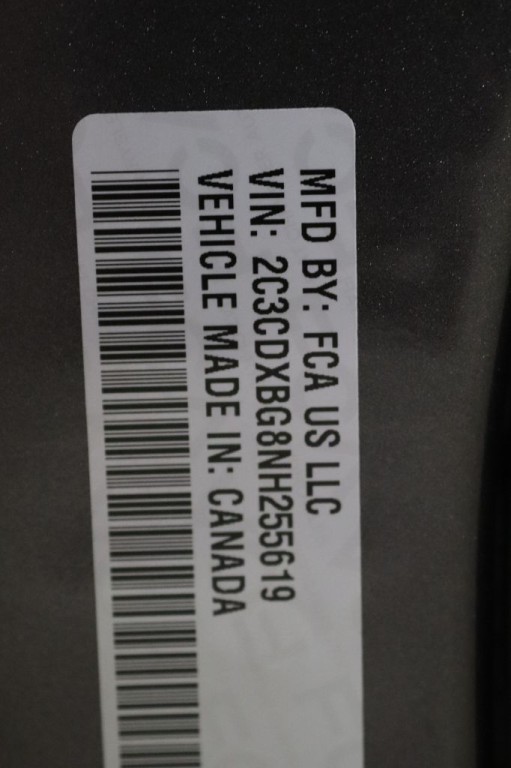 MFD BY: FCA US LLC
VIN: 2C3CDXBG8NH255619
VEHICLE MADE IN: CANADA